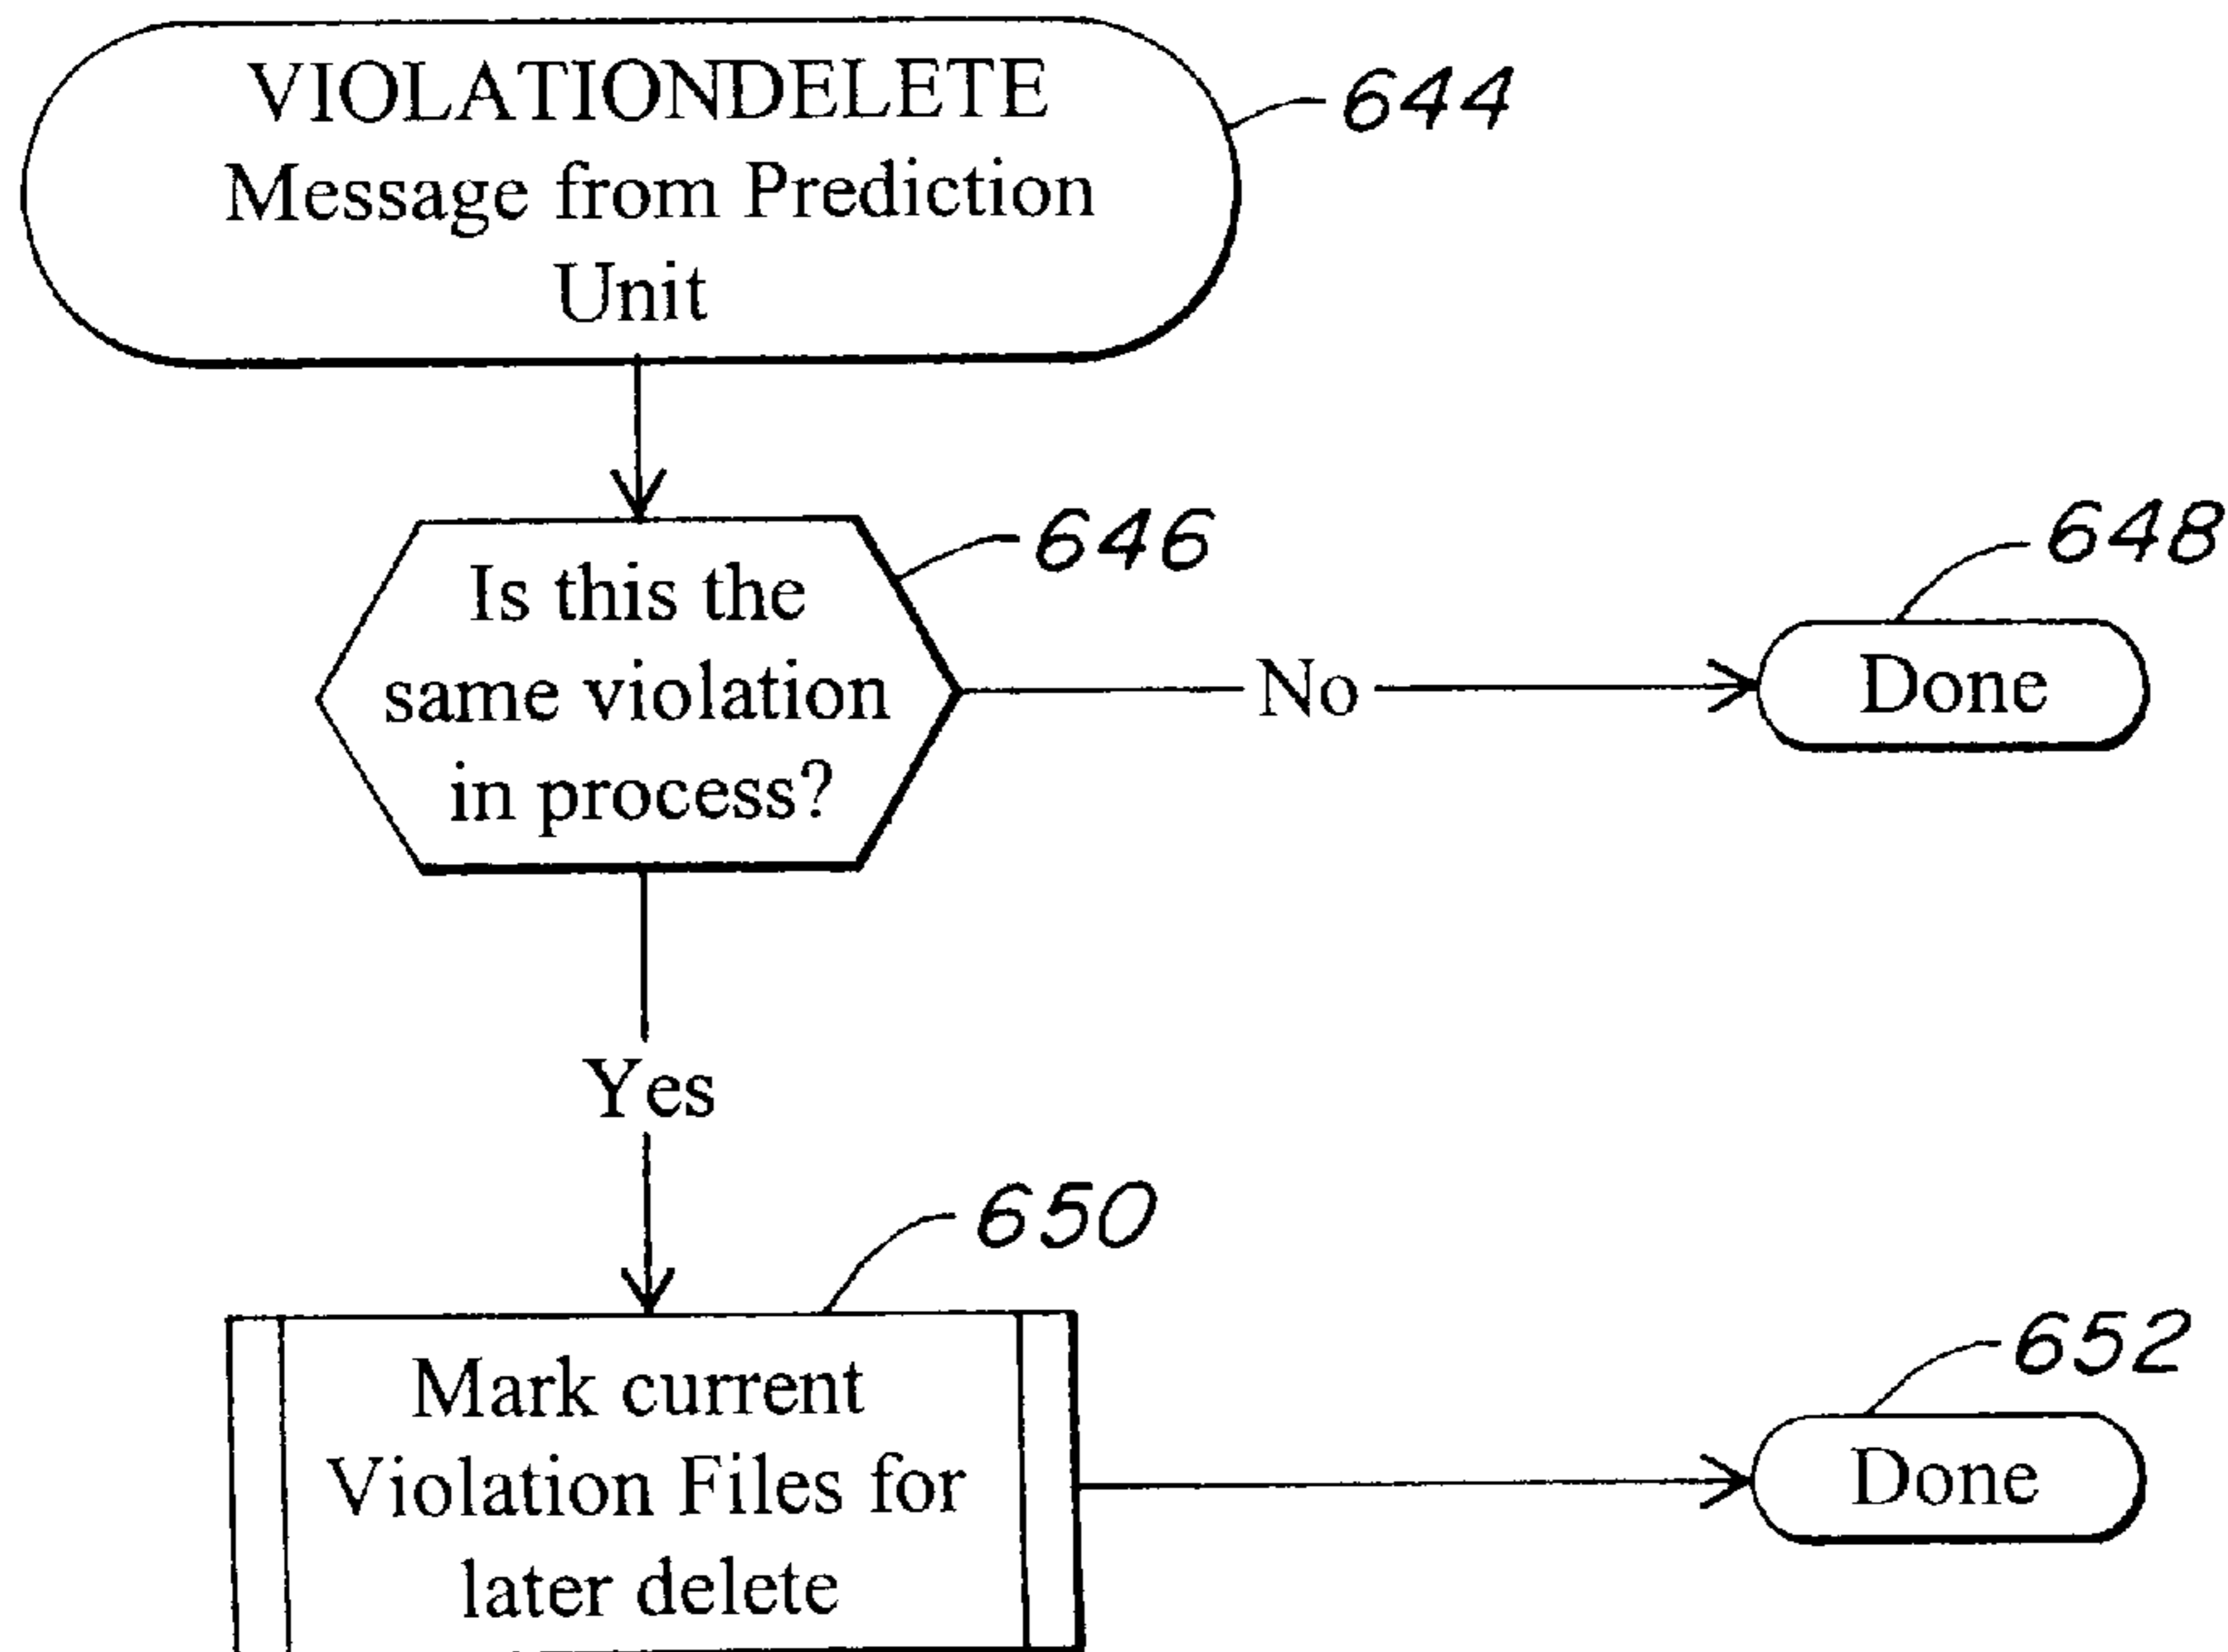 VIOLATIONDELETE
Message from Prediction
Unit
644
Is this the
same violation
in process?
646
No
648
Done
Yes
650
Mark current
Violation Files for
later delete
652
Done